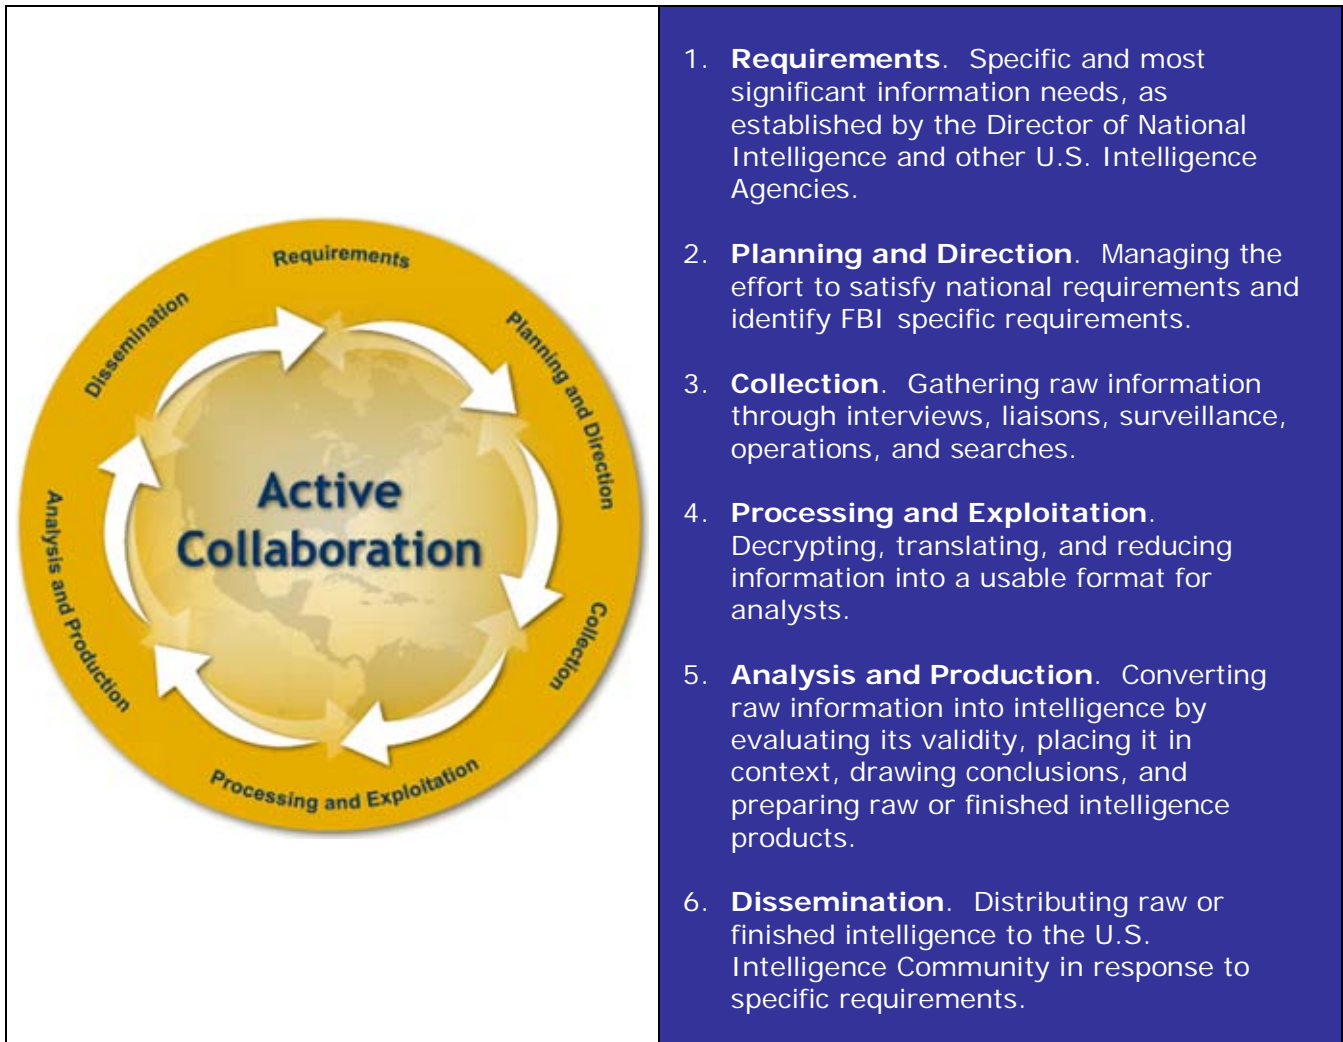 Requirements
Planning and Direction
Collection
Processing and Exploitation
Analysis and Production
Dissemination
Active
Collaboration
1. Requirements. Specific and most
significant information needs, as
established by the Director of National
Intelligence and other U.S. Intelligence
Agencies.
2. Planning and Direction. Managing the
effort to satisfy national requirements and
identify FBI specific requirements.
3. Collection. Gathering raw information
through interviews, liaisons, surveillance,
operations, and searches.
4. Processing and Exploitation.
Decrypting, translating, and reducing
information into a usable format for
analysts.
5. Analysis and Production. Converting
raw information into intelligence by
evaluating its validity, placing it in
context, drawing conclusions, and
preparing raw or finished intelligence
products.
6. Dissemination. Distributing raw or
finished intelligence to the U.S.
Intelligence Community in response to
specific requirements.